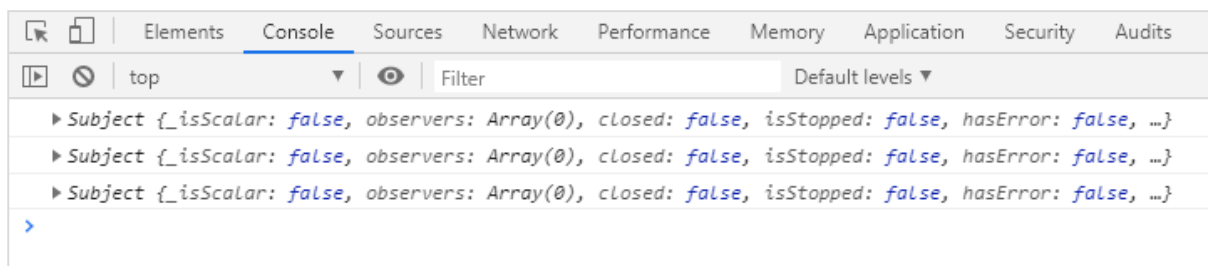 Elements Console Sources Network Performance Memory Application Security Audits
top ▼ Filter Default levels ▼
▶ Subject {_isScalar: false, observers: Array(0), closed: false, isStopped: false, hasError: false, …}
▶ Subject {_isScalar: false, observers: Array(0), closed: false, isStopped: false, hasError: false, …}
▶ Subject {_isScalar: false, observers: Array(0), closed: false, isStopped: false, hasError: false, …}
>